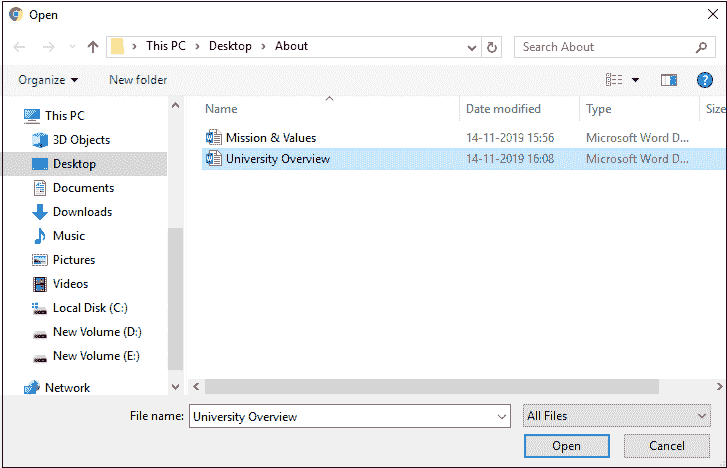 Open
This PC > Desktop > About
Search About
Organize
New folder
Name
Date modified
Type
Size
This PC
3D Objects
Desktop
Documents
Downloads
Music
Pictures
Videos
Local Disk (C:)
New Volume (D:)
New Volume (E:)
Network
Mission & Values 14-11-2019 15:56 Microsoft Word D...
University Overview 14-11-2019 16:08 Microsoft Word D...
File name: University Overview
All Files
Open
Cancel